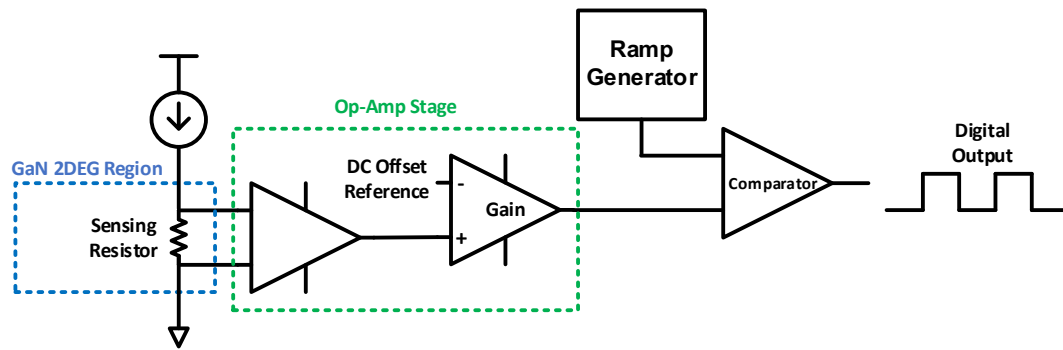 Ramp
Generator
Op-Amp Stage
GaN 2DEG Region
Sensing
Resistor
DC Offset
Reference
-
+
Gain
Comparator
Digital
Output